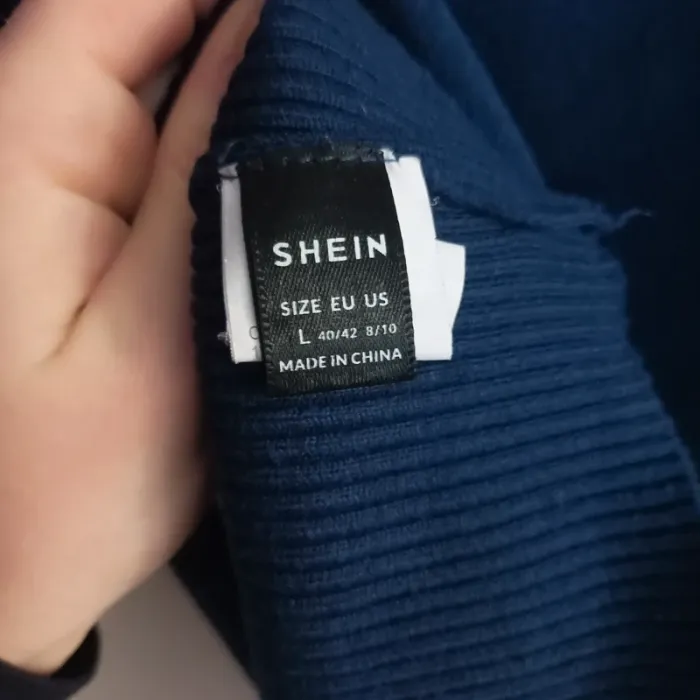 SHEIN
SIZE EU US
L 40/42 8/10
MADE IN CHINA